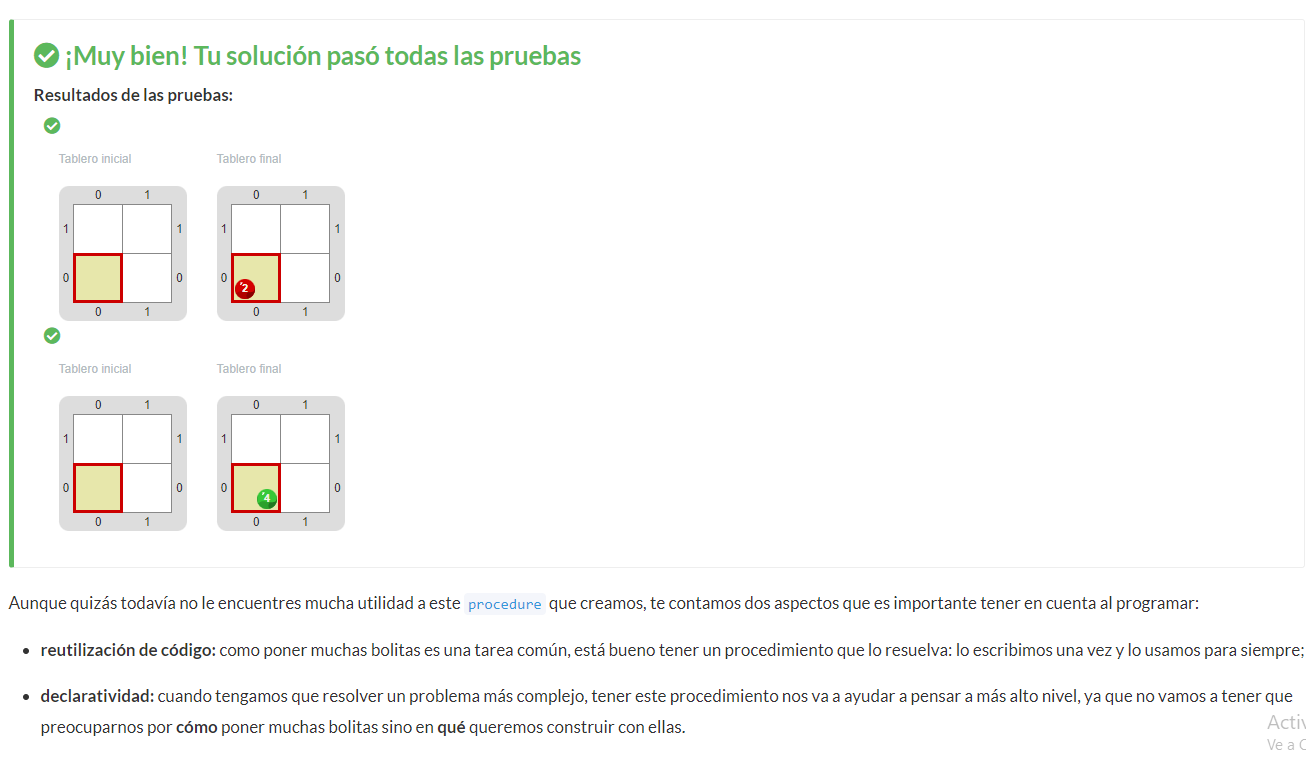 ¡Muy bien! Tu solución pasó todas las pruebas
Resultados de las pruebas:
Tablero inicial Tablero final
0 1 0 1
1 1 1 1
0 0 0 2 0
0 1 0 1
Tablero inicial Tablero final
0 1 0 1
1 1 1 1
0 0 0 4 0
0 1 0 1
Aunque quizás todavía no le encuentres mucha utilidad a este procedure que creamos, te contamos dos aspectos que es importante tener en cuenta al programar:
• reutilización de código: como poner muchas bolitas es una tarea común, está bueno tener un procedimiento que lo resuelva: lo escribimos una vez y lo usamos para siempre;
• declaratividad: cuando tengamos que resolver un problema más complejo, tener este procedimiento nos va a ayudar a pensar a más alto nivel, ya que no vamos a tener que
preocuparnos por cómo poner muchas bolitas sino en qué queremos construir con ellas.
Activ
Ve a C